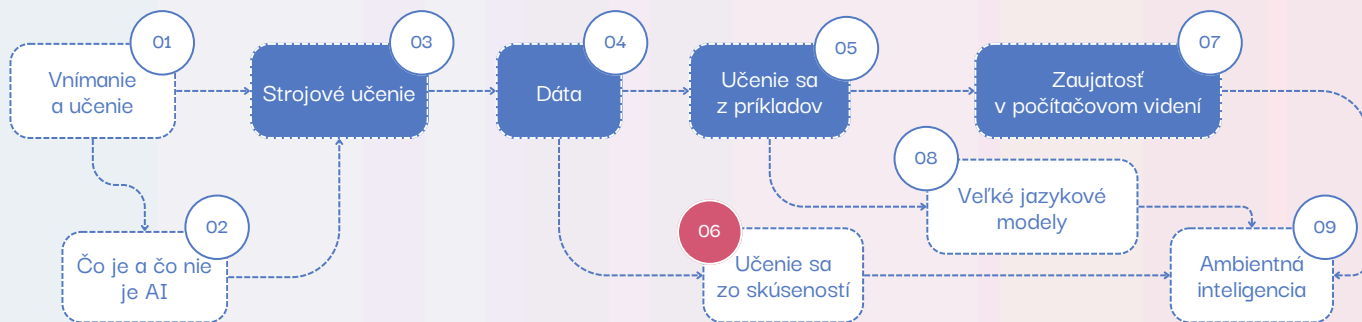 01
Vnímanie
a učenie
02
Čo je a čo nie
je AI
03
Strojové učenie
04
Dáta
05
Učenie sa
z príkladov
06
Učenie sa
zo skúseností
07
Zaujatosť
v počítačovom videní
08
Veľké jazykové
modely
09
Ambientná
inteligencia